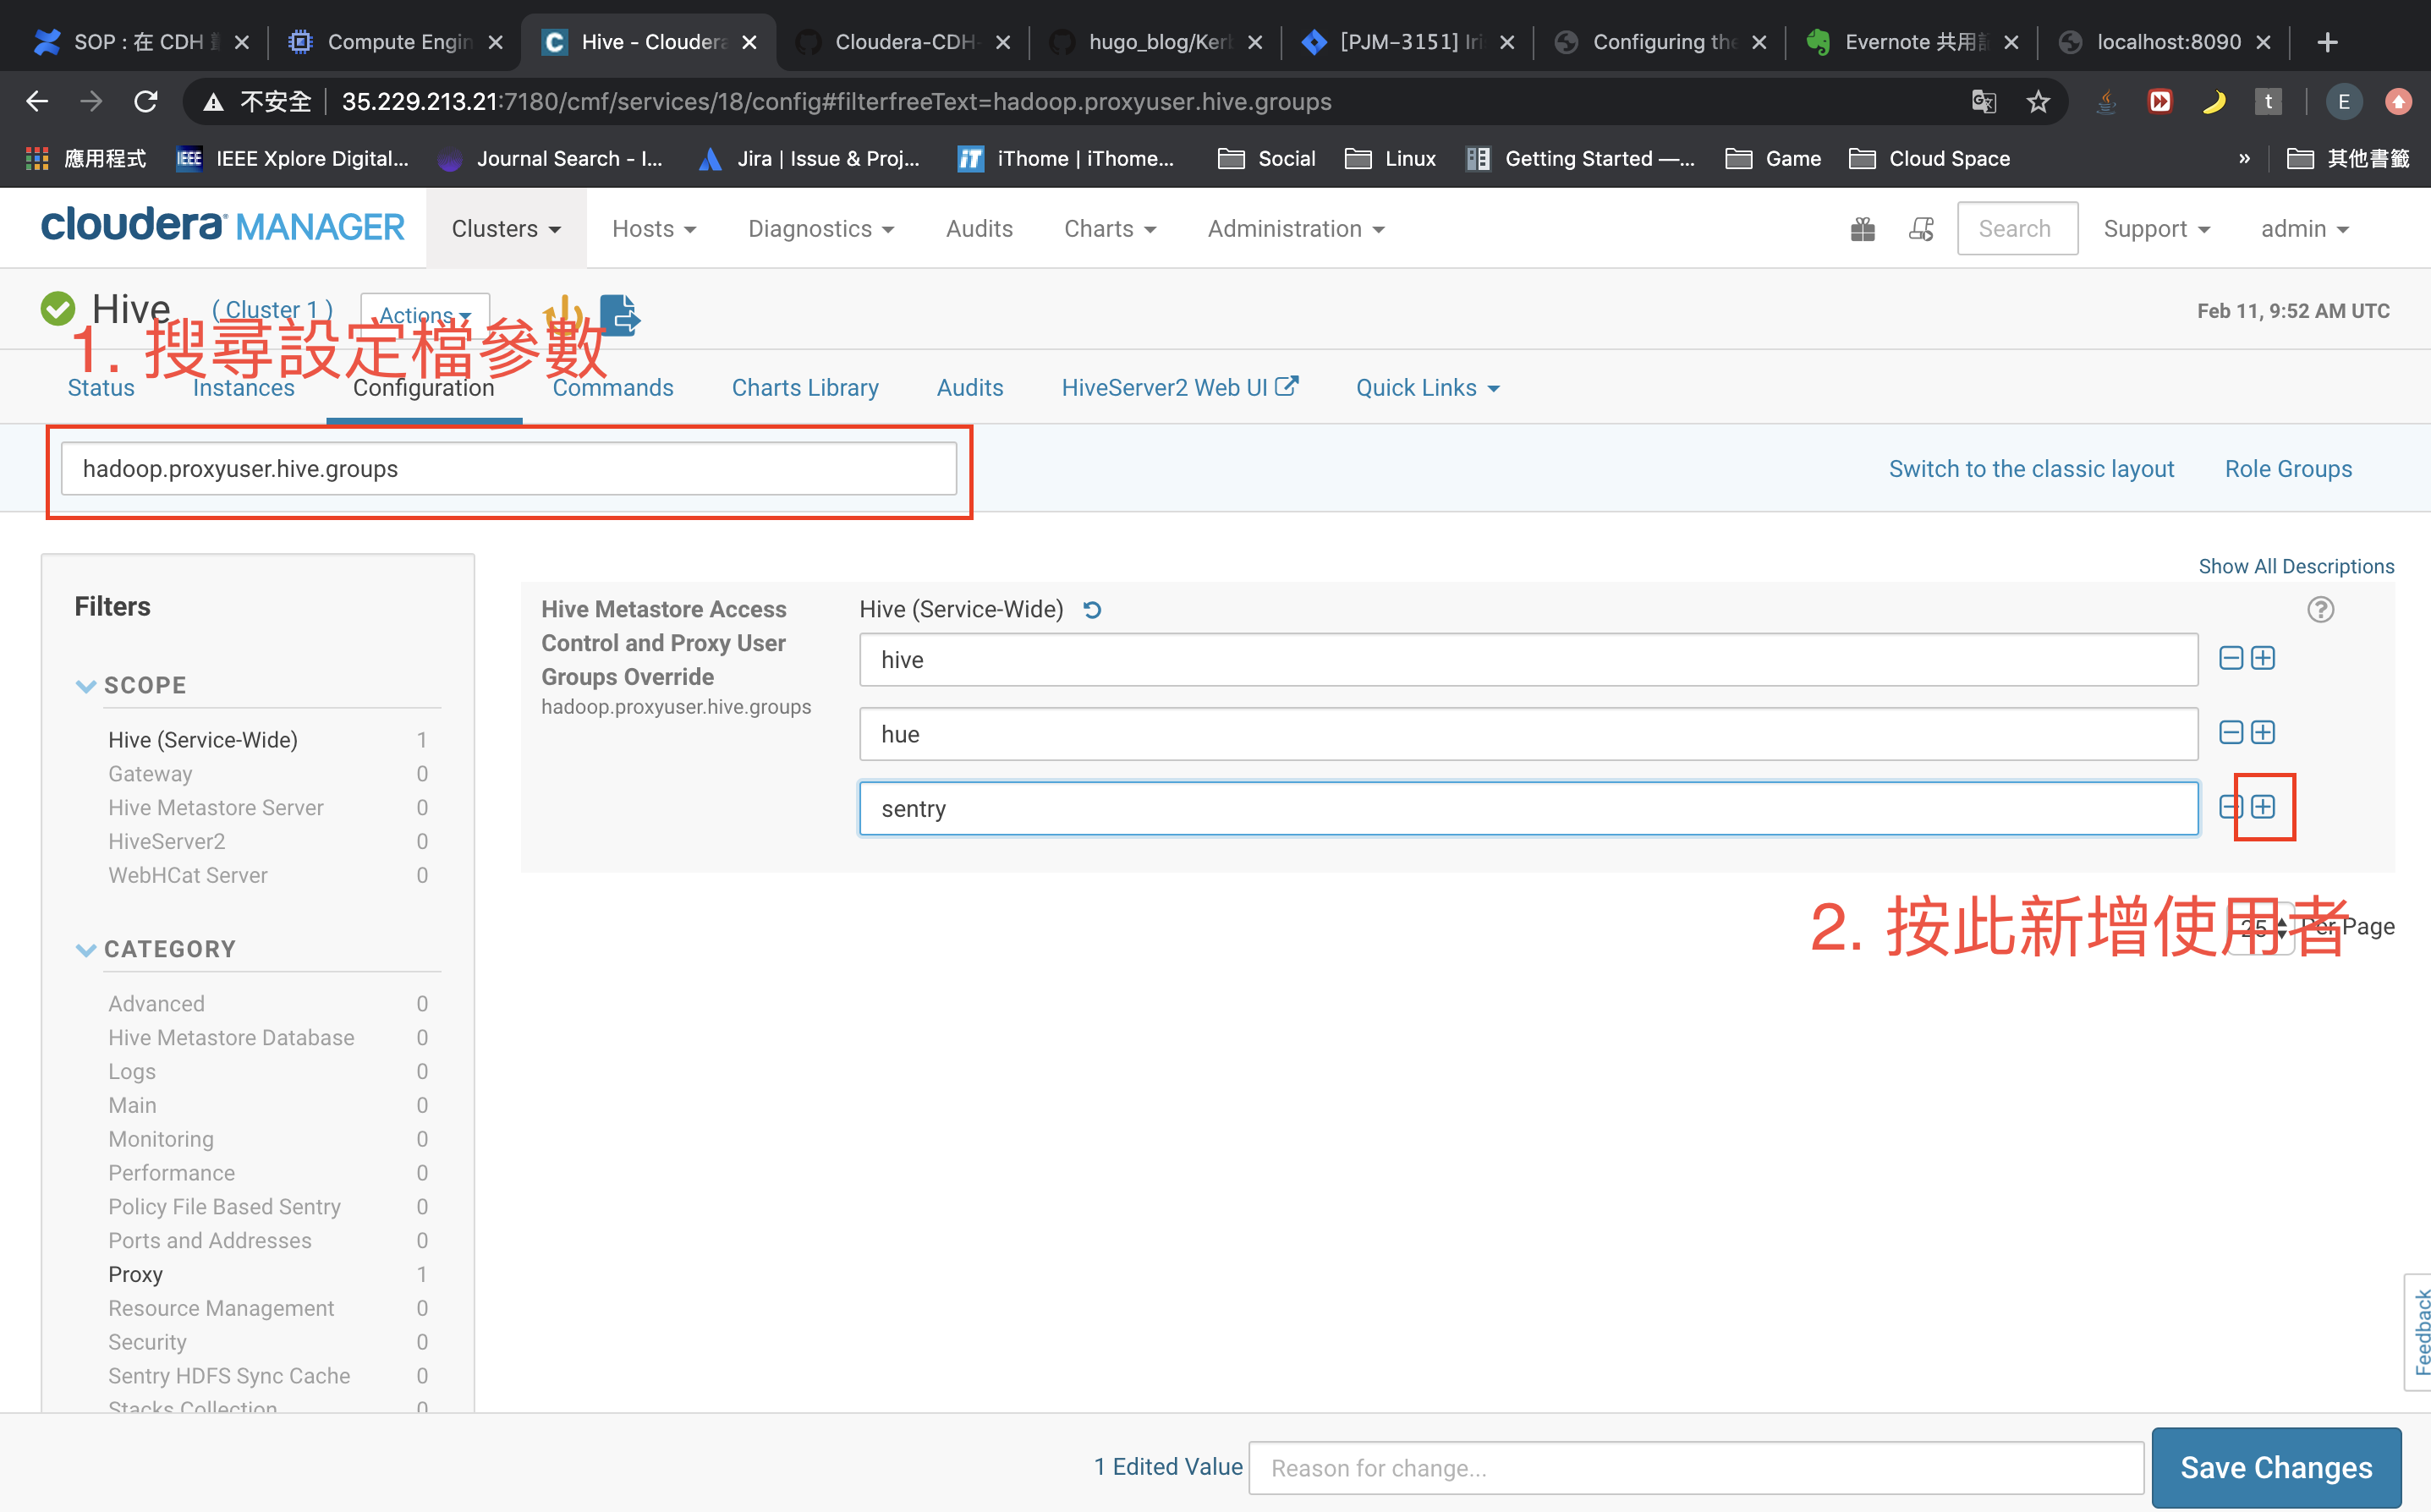 SOP : 在 CDH
Compute Engin
Hive - Cloudera
Cloudera-CDH-
hugo_blog/Kerb
[PJM-3151] Iri
Configuring the
Evernote 共用
localhost:8090
不安全
35.229.213.21:7180/cmf/services/18/config#filterfreeText=hadoop.proxyuser.hive.groups
t
E
應用程式
IEEE
IEEE Xplore Digital...
Journal Search - I...
Jira | Issue & Proj...
iT
iThome | iThome...
Social
Linux
Getting Started —...
Game
Cloud Space
»
其他書籤
cloudera MANAGER
Clusters
Hosts
Diagnostics
Audits
Charts
Administration
Search
Support
admin
Hive
( Cluster 1 )
Actions
Feb 11, 9:52 AM UTC
1. 搜尋設定檔參數
Status
Instances
Configuration
Commands
Charts Library
Audits
HiveServer2 Web UI
Quick Links
hadoop.proxyuser.hive.groups
Switch to the classic layout
Role Groups
Show All Descriptions
Filters
SCOPE
Hive (Service-Wide) 1
Gateway 0
Hive Metastore Server 0
HiveServer2 0
WebHCat Server 0
CATEGORY
Advanced 0
Hive Metastore Database 0
Logs 0
Main 0
Monitoring 0
Performance 0
Policy File Based Sentry 0
Ports and Addresses 0
Proxy 1
Resource Management 0
Security 0
Sentry HDFS Sync Cache 0
Stacks Collection 0
Hive Metastore Access
Control and Proxy User
Groups Override
hadoop.proxyuser.hive.groups
Hive (Service-Wide)
hive
hue
sentry
2. 按此新增使用者
25
Per Page
Feedback
1 Edited Value
Reason for change...
Save Changes